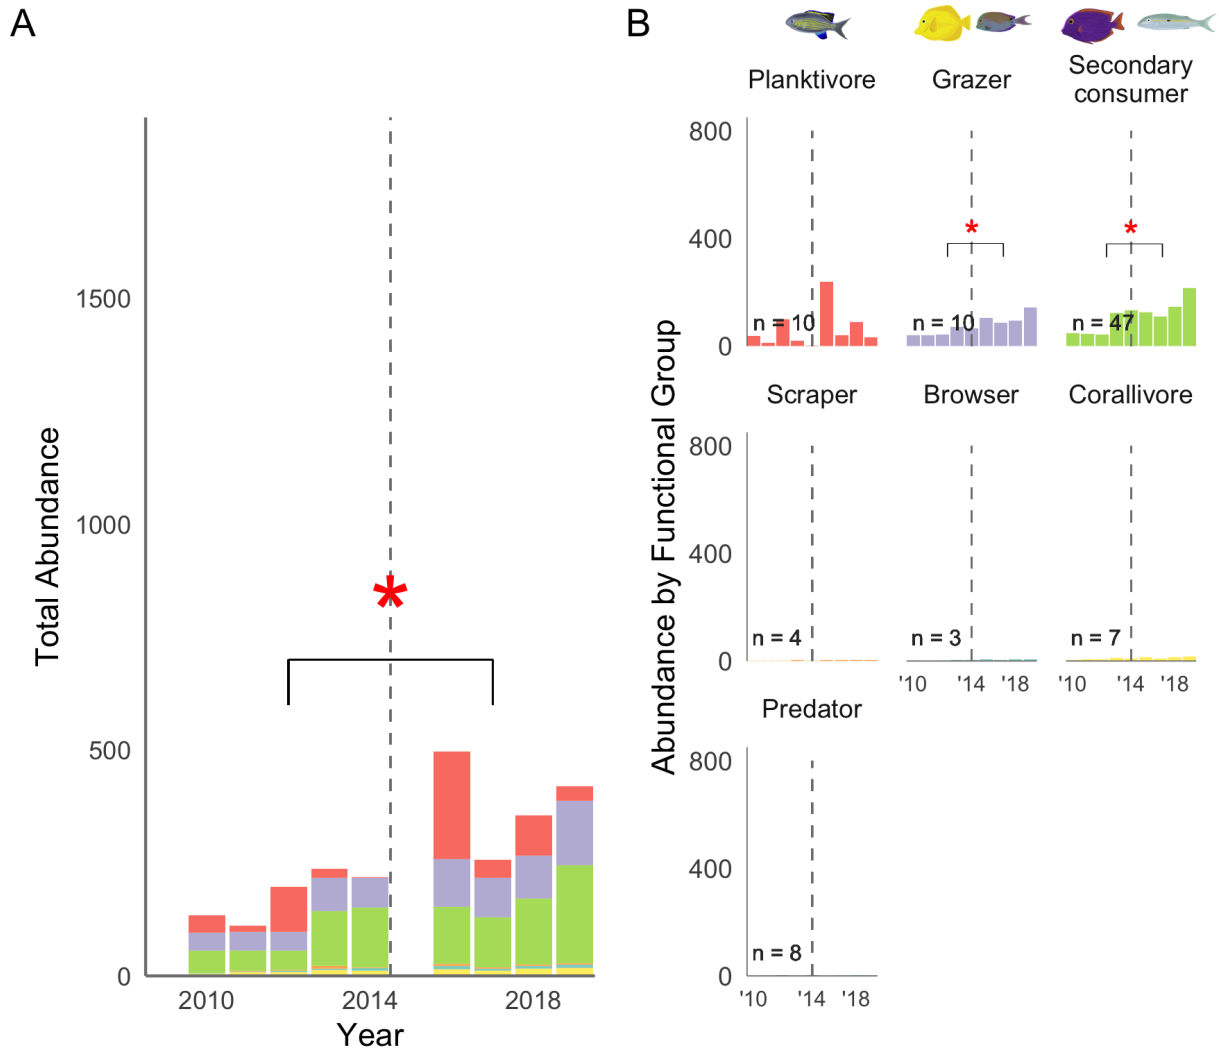 A
Total Abundance
1500
1000
500
0
*
2010 2014 2018
Year
B
Abundance by Functional Group
Planktivore Grazer Secondary consumer
800
400
0
* *
n = 10 n = 10 n = 47
Scraper Browser Corallivore
800
400
0
n = 4 n = 3 n = 7
'10 '14 '18 '10 '14 '18
Predator
800
400
0
n = 8
'10 '14 '18